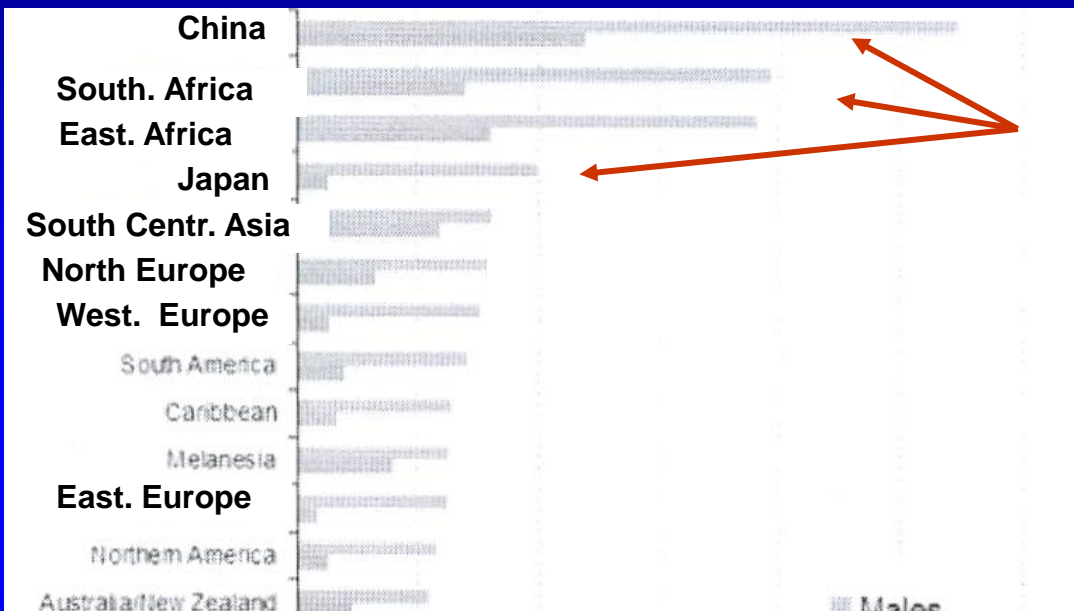 China
South. Africa
East. Africa
Japan
South Centr. Asia
North Europe
West. Europe
South America
Caribbean
Melanesia
East. Europe
Northern America
Australia/New Zealand
Males